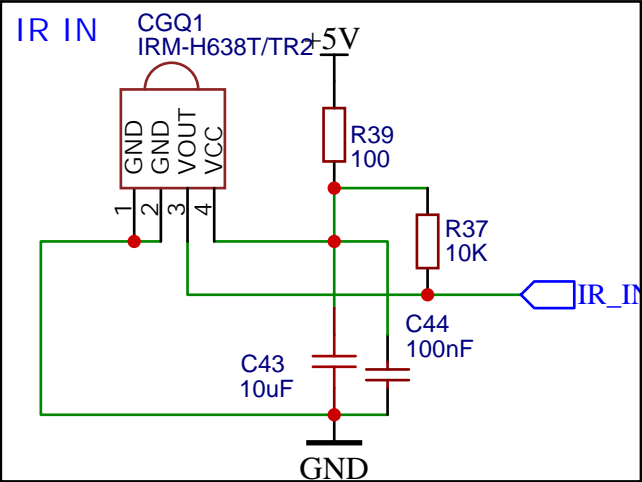 IR IN
CGQ1
IRM-H638T/TR2
+5V
GND
GND
VOUT
VCC
1
2
3
4
R39
100
R37
10K
IR_IN
C44
100nF
C43
10uF
GND